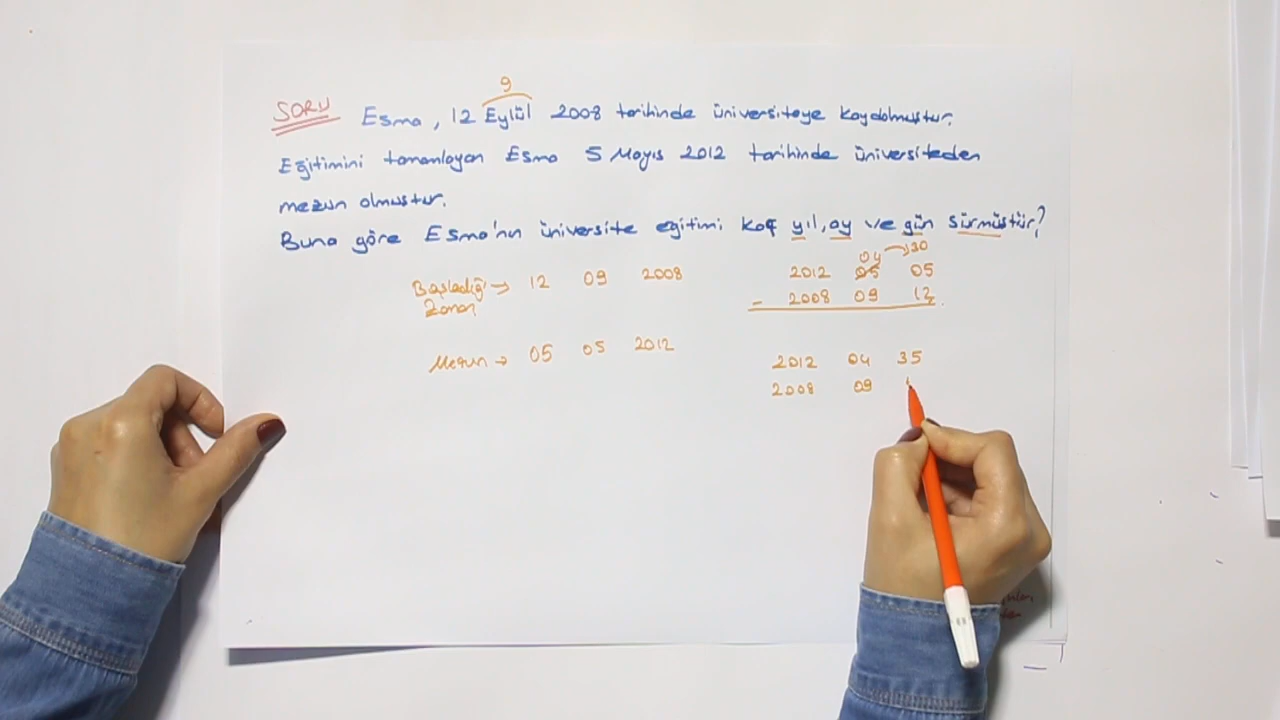 9
SORU Esma, 12 Eylül 2008 tarihinde üniversiteye kaydolmuştur.
Eğitimini tamamlayan Esma 5 Mayıs 2012 tarihinde üniversiteden
mezun olmuştur.
Buna göre Esma'nın üniversite eğitimi kaç yıl, ay ve gün sürmüştür?
Başladığı → 12 09 2008
Zaman
Mezun → 05 05 2012
04 30
2012 05 05
- 2008 09 12
2012 04 35
2008 09